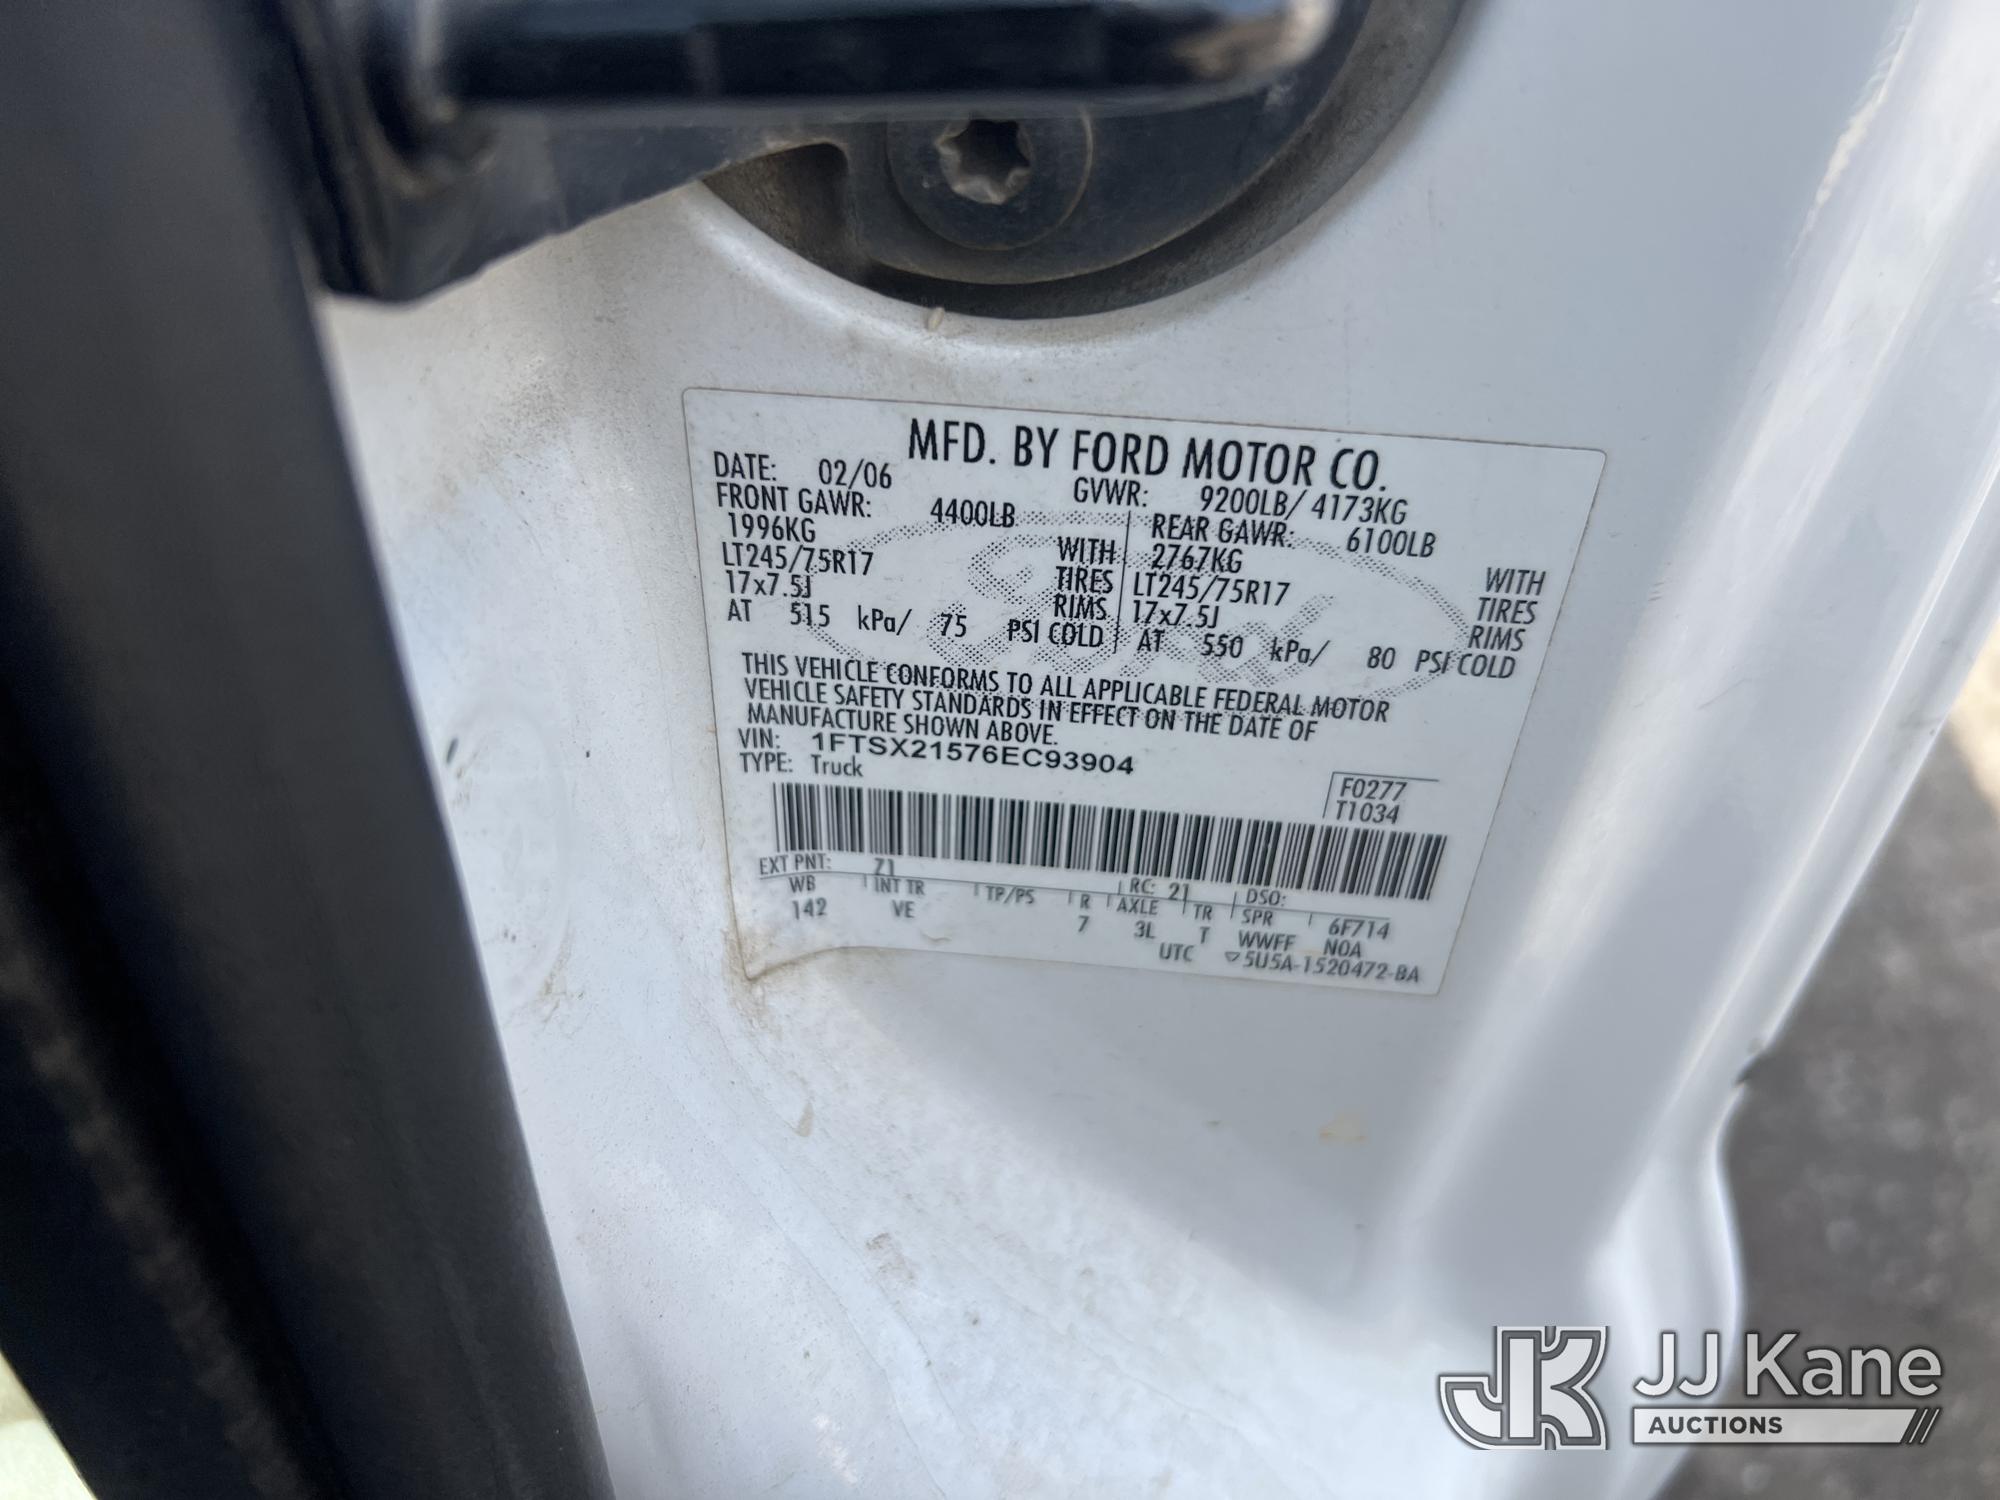 MFD. BY FORD MOTOR CO.
DATE: 02/06 GVWR: 9200LB/ 4173KG
FRONT GAWR: 4400LB REAR GAWR: 6100LB
1996KG WITH 2767KG WITH
LT245/75R17 TIRES LT245/75R17 TIRES
17x7.5J RIMS 17x7.5J RIMS
AT 515 kPa/ 75 PSI COLD AT 550 kPa/ 80 PSI COLD
THIS VEHICLE CONFORMS TO ALL APPLICABLE FEDERAL MOTOR
VEHICLE SAFETY STANDARDS IN EFFECT ON THE DATE OF
MANUFACTURE SHOWN ABOVE.
VIN: 1FTSX21576EC93904
TYPE: Truck
F0277
T1034
EXT PNT: Z1 RC: 21 DSO:
WB INT TR TP/PS R AXLE TR SPR 6F714
142 VE 7 3L T WWFF N0A
UTC ▽5U5A-1520472-BA
JK JJ Kane
AUCTIONS